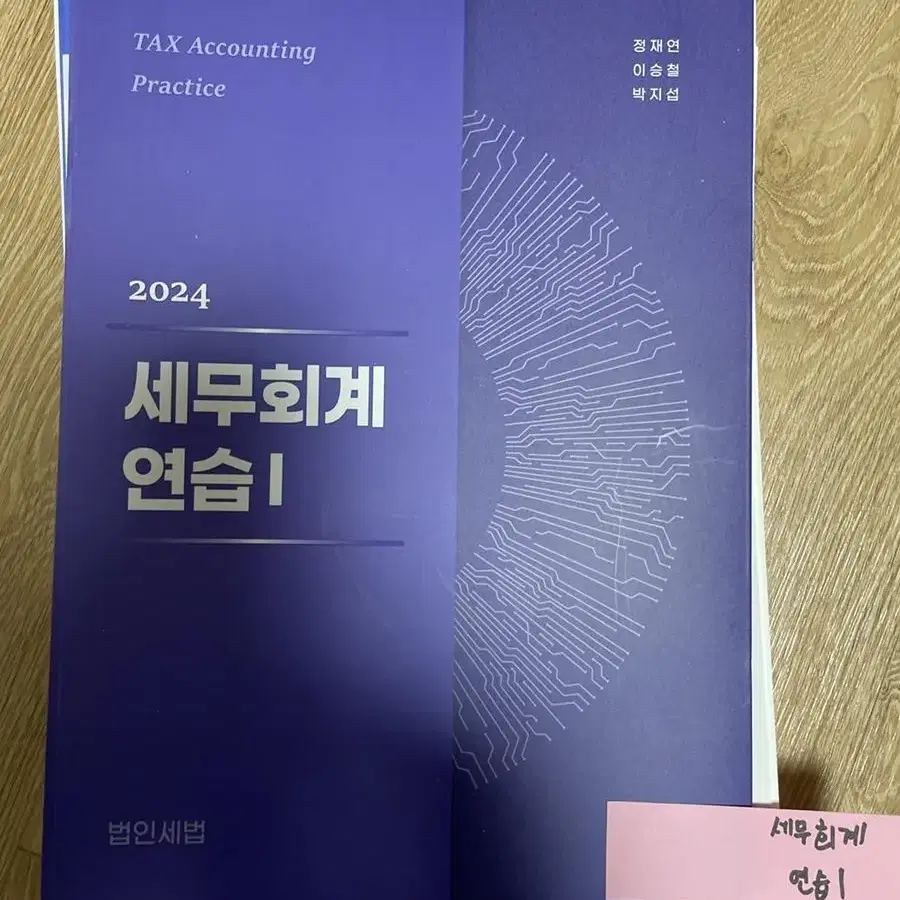 TAX Accounting
Practice
정재연
이승철
박지섭
2024
세무회계
연습 I
법인세법
세무회계
연습 I